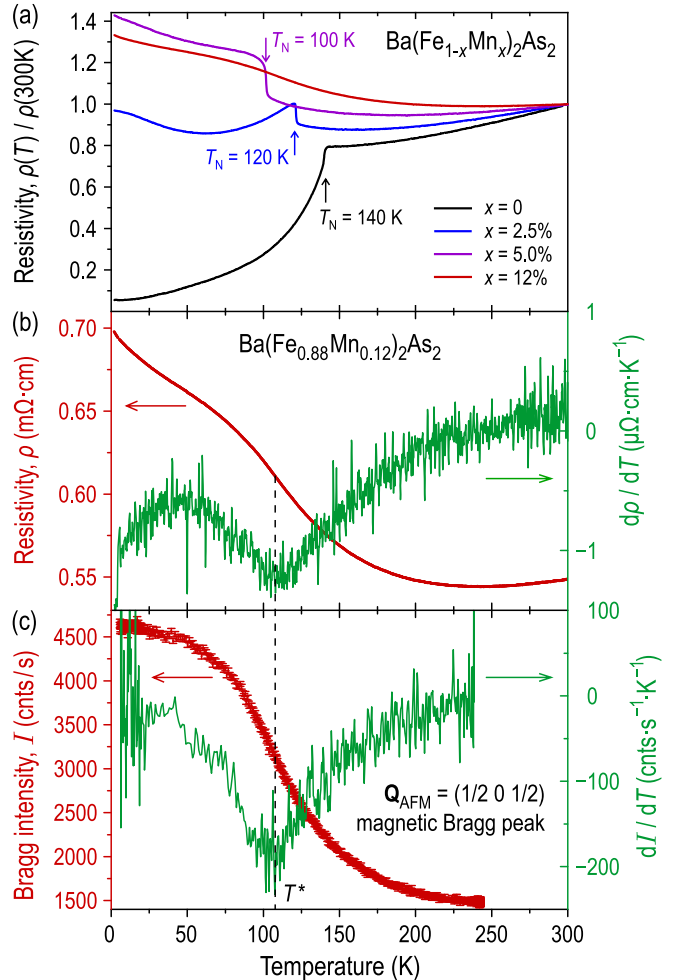 (a)
Ba(Fe1-xMnx)2As2
TN = 100 K
TN = 120 K
TN = 140 K
x = 0
x = 2.5%
x = 5.0%
x = 12%
Resistivity, ρ(T) / ρ(300K)
1.4
1.2
1.0
0.8
0.6
0.4
0.2
(b)
Ba(Fe0.88Mn0.12)2As2
Resistivity, ρ (mΩ·cm)
0.70
0.65
0.60
0.55
1
0
−1
dρ / dT (μΩ·cm·K−1)
(c)
Bragg intensity, I (cnts/s)
4500
4000
3500
3000
2500
2000
1500
100
0
−100
−200
dI / dT (cnts·s−1·K−1)
QAFM = (1/2 0 1/2)
magnetic Bragg peak
T*
0 50 100 150 200 250 300
Temperature (K)